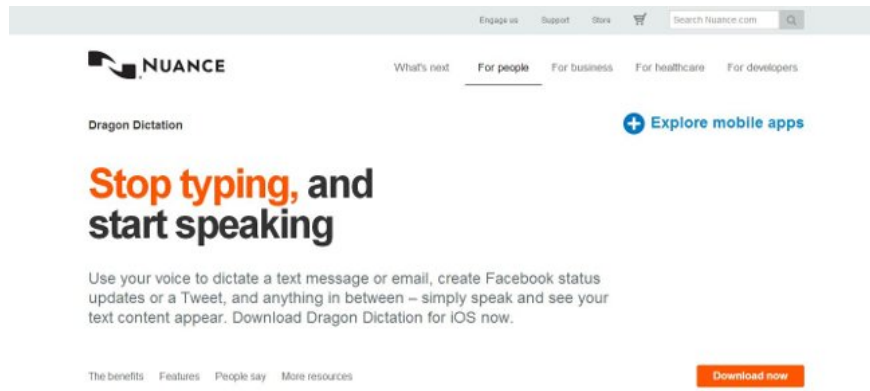 Engage us Support Store Search Nuance.com
NUANCE
What's next For people For business For healthcare For developers
Dragon Dictation
Explore mobile apps
Stop typing, and
start speaking
Use your voice to dictate a text message or email, create Facebook status
updates or a Tweet, and anything in between – simply speak and see your
text content appear. Download Dragon Dictation for iOS now.
The benefits Features People say More resources
Download now